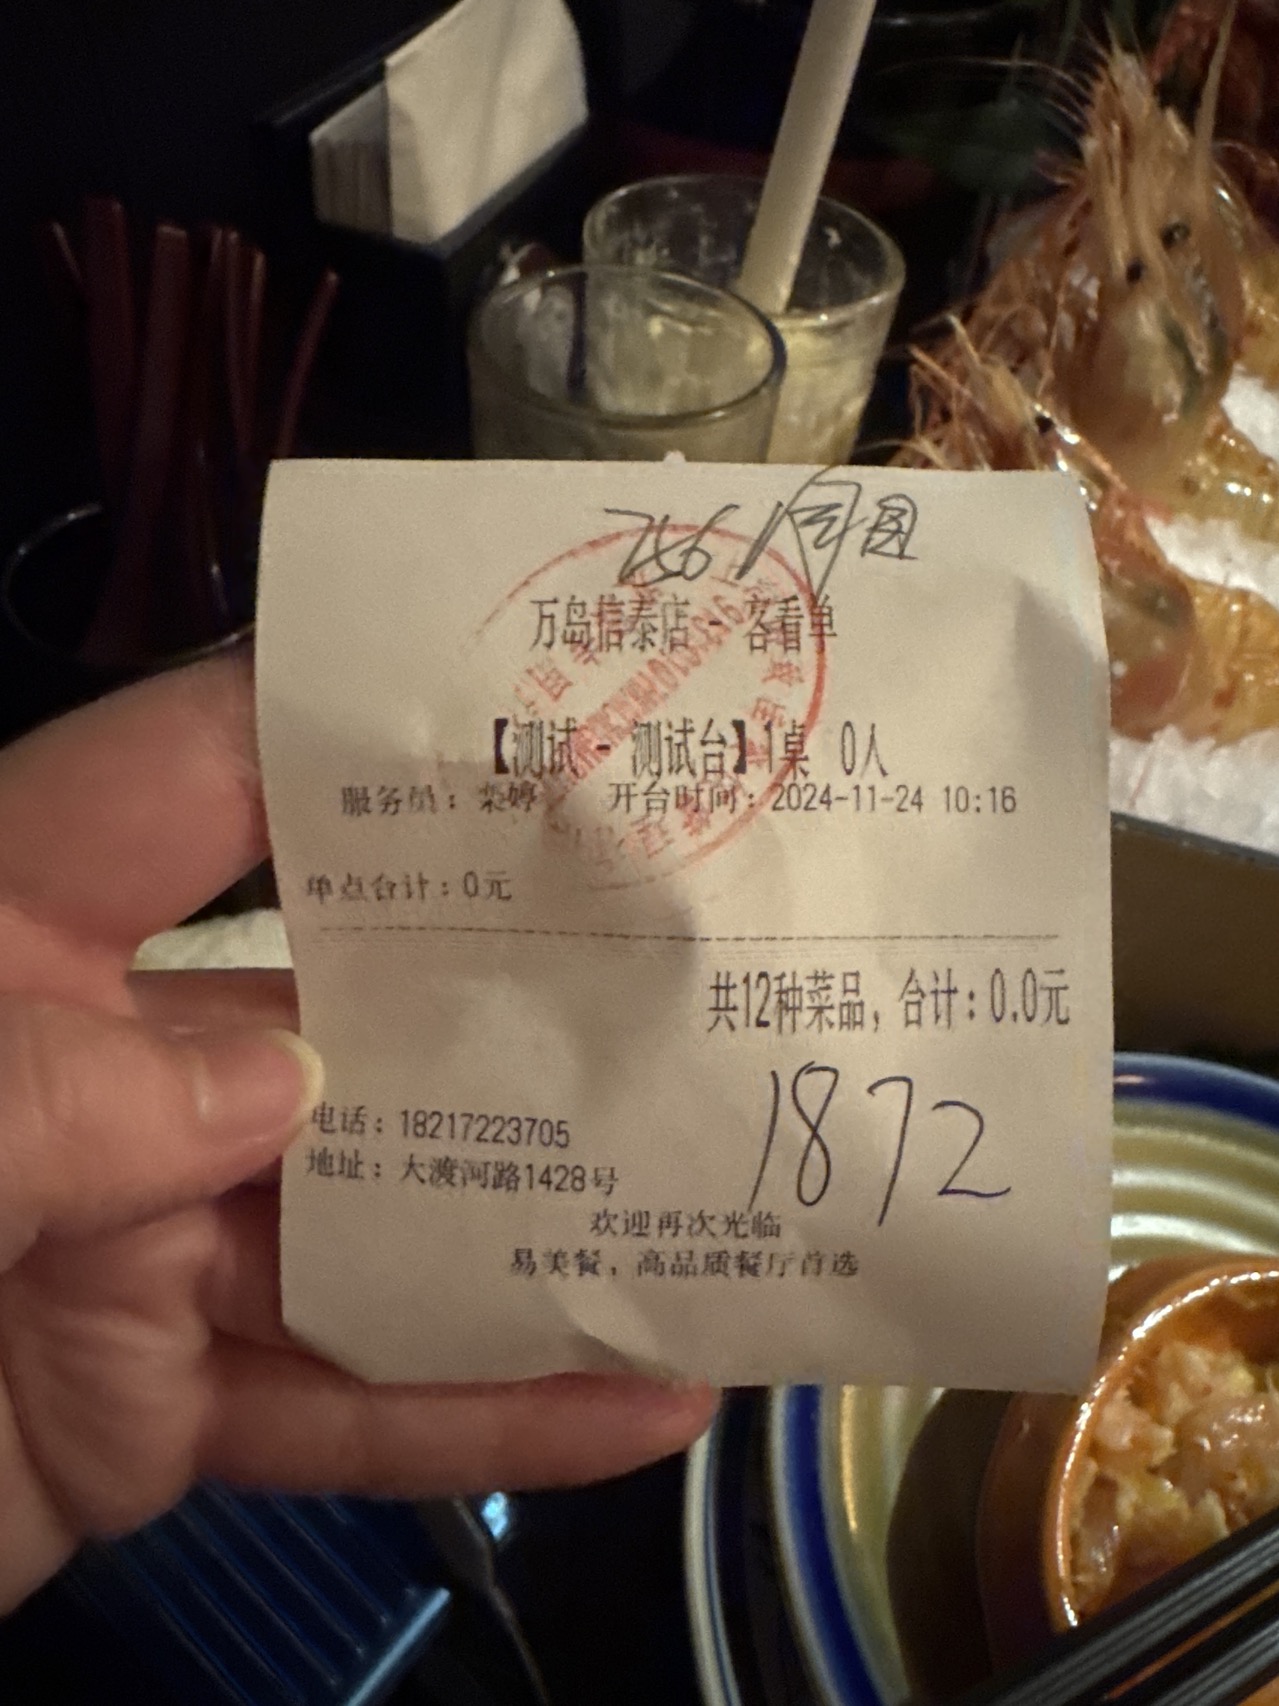 万岛信泰店 - 客看单
【测试 - 测试台】1桌 0人
服务员：栾婷 开台时间：2024-11-24 10:16
单点合计：0元
共12种菜品，合计：0.0元
1872
电话：18217223705
地址：大渡河路1428号
欢迎再次光临
易美餐，高品质餐厅首选